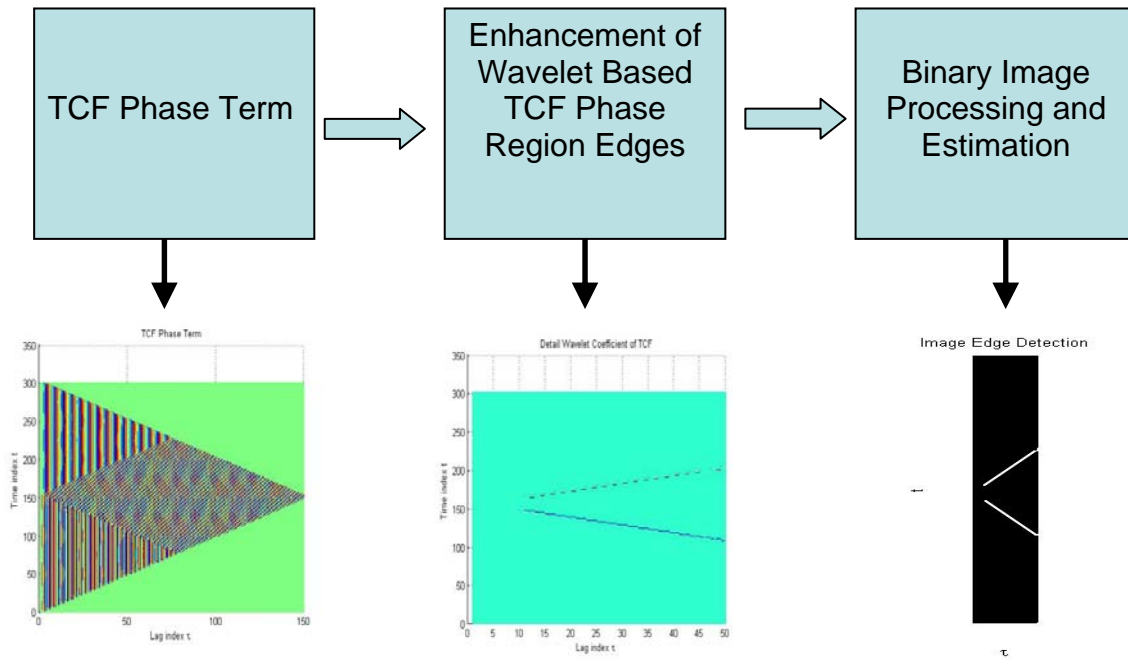 TCF Phase Term
Enhancement of
Wavelet Based
TCF Phase
Region Edges
Binary Image
Processing and
Estimation
TCF Phase Term
350
300
250
200
150
100
50
0
Time index t
0 50 100 150
Lag index τ
Detail Wavelet Coefficient of TCF
350
300
250
200
150
100
50
0
Time index t
0 5 10 15 20 25 30 35 40 45 50
Lag index τ
Image Edge Detection
t
τ